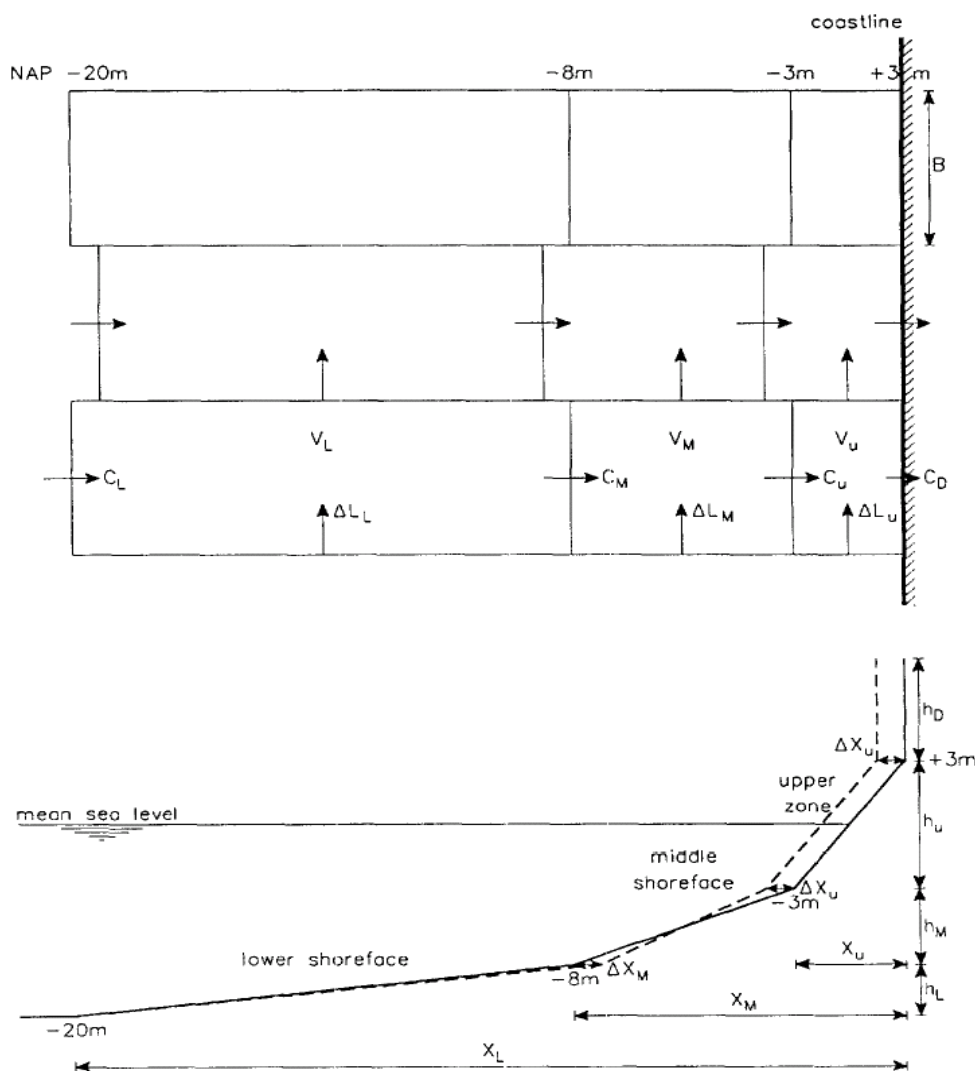 coastline
NAP -20m -8m -3m +3m
B
V_L V_M V_u
C_L C_M C_u C_D
ΔL_L ΔL_M ΔL_u
h_D
ΔX_u +3m
upper
zone
mean sea level
h_u
middle
shoreface
ΔX_u
-3m
h_M
lower shoreface
X_u
-8m
ΔX_M
h_L
X_M
-20m
X_L